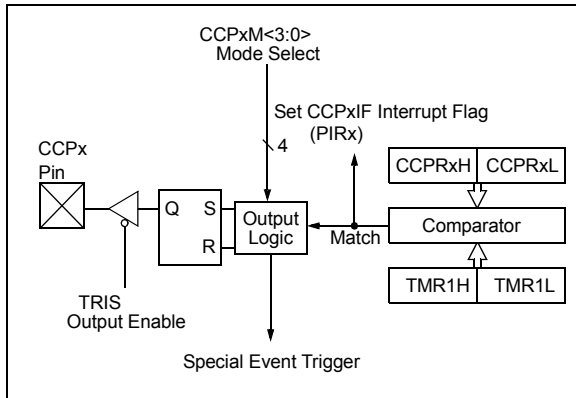 CCPxM<3:0>
Mode Select
Set CCPxIF Interrupt Flag
(PIRx)
4
CCPx
Pin
CCPRxH
CCPRxL
Q
S
R
Output
Logic
Match
Comparator
TRIS
Output Enable
TMR1H
TMR1L
Special Event Trigger